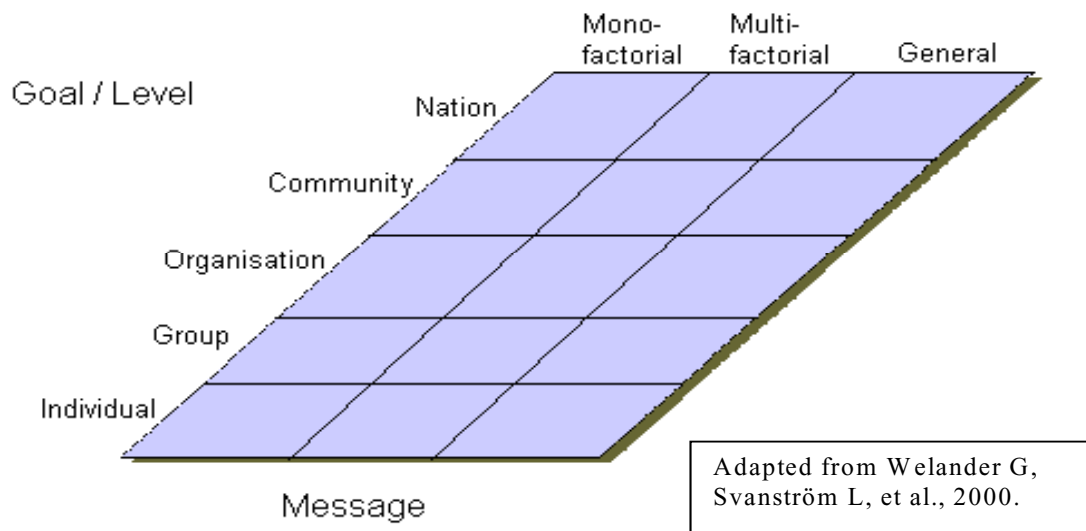 Mono-
factorial
Multi-
factorial
General
Goal / Level
Nation
Community
Organisation
Group
Individual
Message
Adapted from Welander G,
Svanström L, et al., 2000.